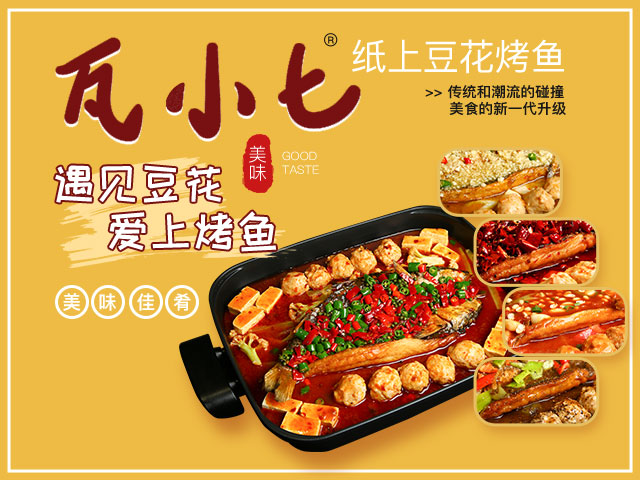 瓦小七®
纸上豆花烤鱼
>> 传统和潮流的碰撞
美食的新一代升级
美味
GOOD
TASTE
遇见豆花
爱上烤鱼
美味佳肴